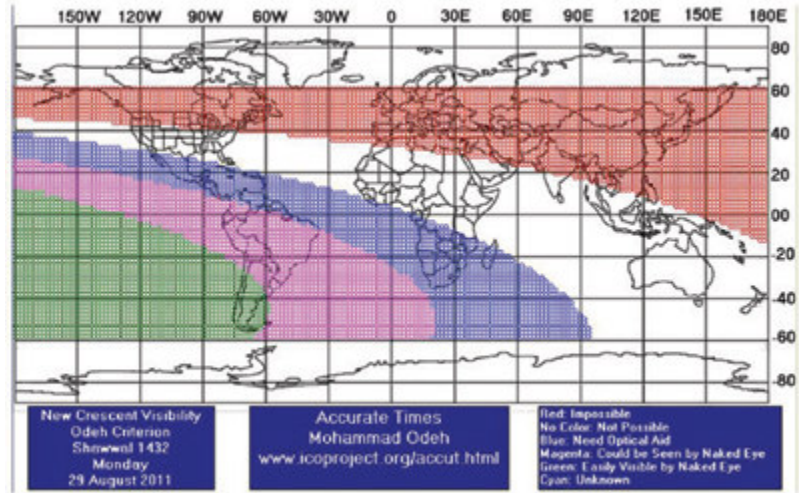 150W 120W 90W 60W 30W 0 30E 60E 90E 120E 150E 180E
80
60
40
20
00
-20
-40
-60
-80
New Crescent Visibility
Odeh Criterion
Shawwal 1432
Monday
29 August 2011
Accurate Times
Mohammad Odeh
www.icoproject.org/accut.html
Red: Impossible
No Color: Not Possible
Blue: Need Optical Aid
Magenta: Could be Seen by Naked Eye
Green: Easily Visible by Naked Eye
Cyan: Unknown